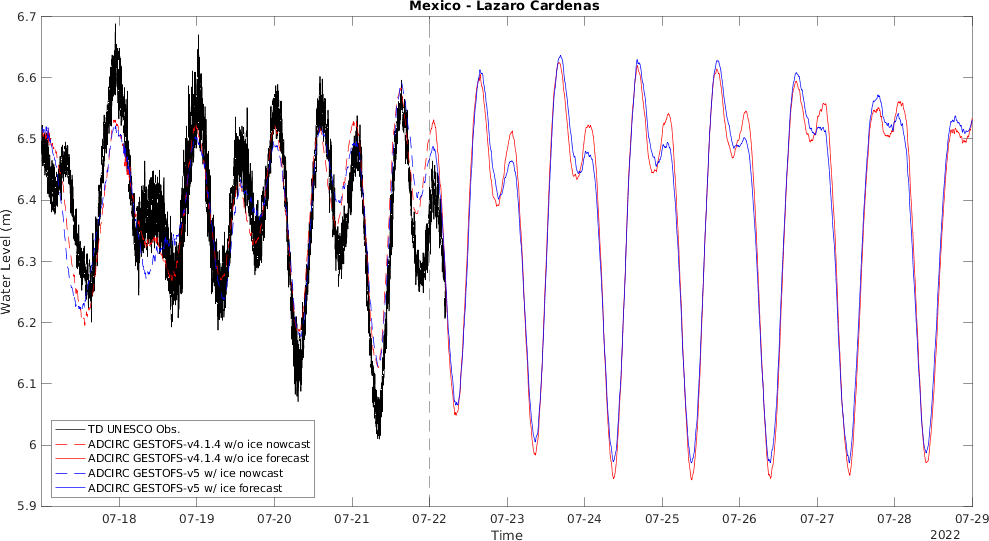 Mexico - Lazaro Cardenas
6.7
6.6
6.5
6.4
6.3
6.2
6.1
6
5.9
Water Level (m)
TD UNESCO Obs.
ADCIRC GESTOFS-v4.1.4 w/o ice nowcast
ADCIRC GESTOFS-v4.1.4 w/o ice forecast
ADCIRC GESTOFS-v5 w/ ice nowcast
ADCIRC GESTOFS-v5 w/ ice forecast
07-18 07-19 07-20 07-21 07-22 07-23 07-24 07-25 07-26 07-27 07-28 07-29
Time
2022